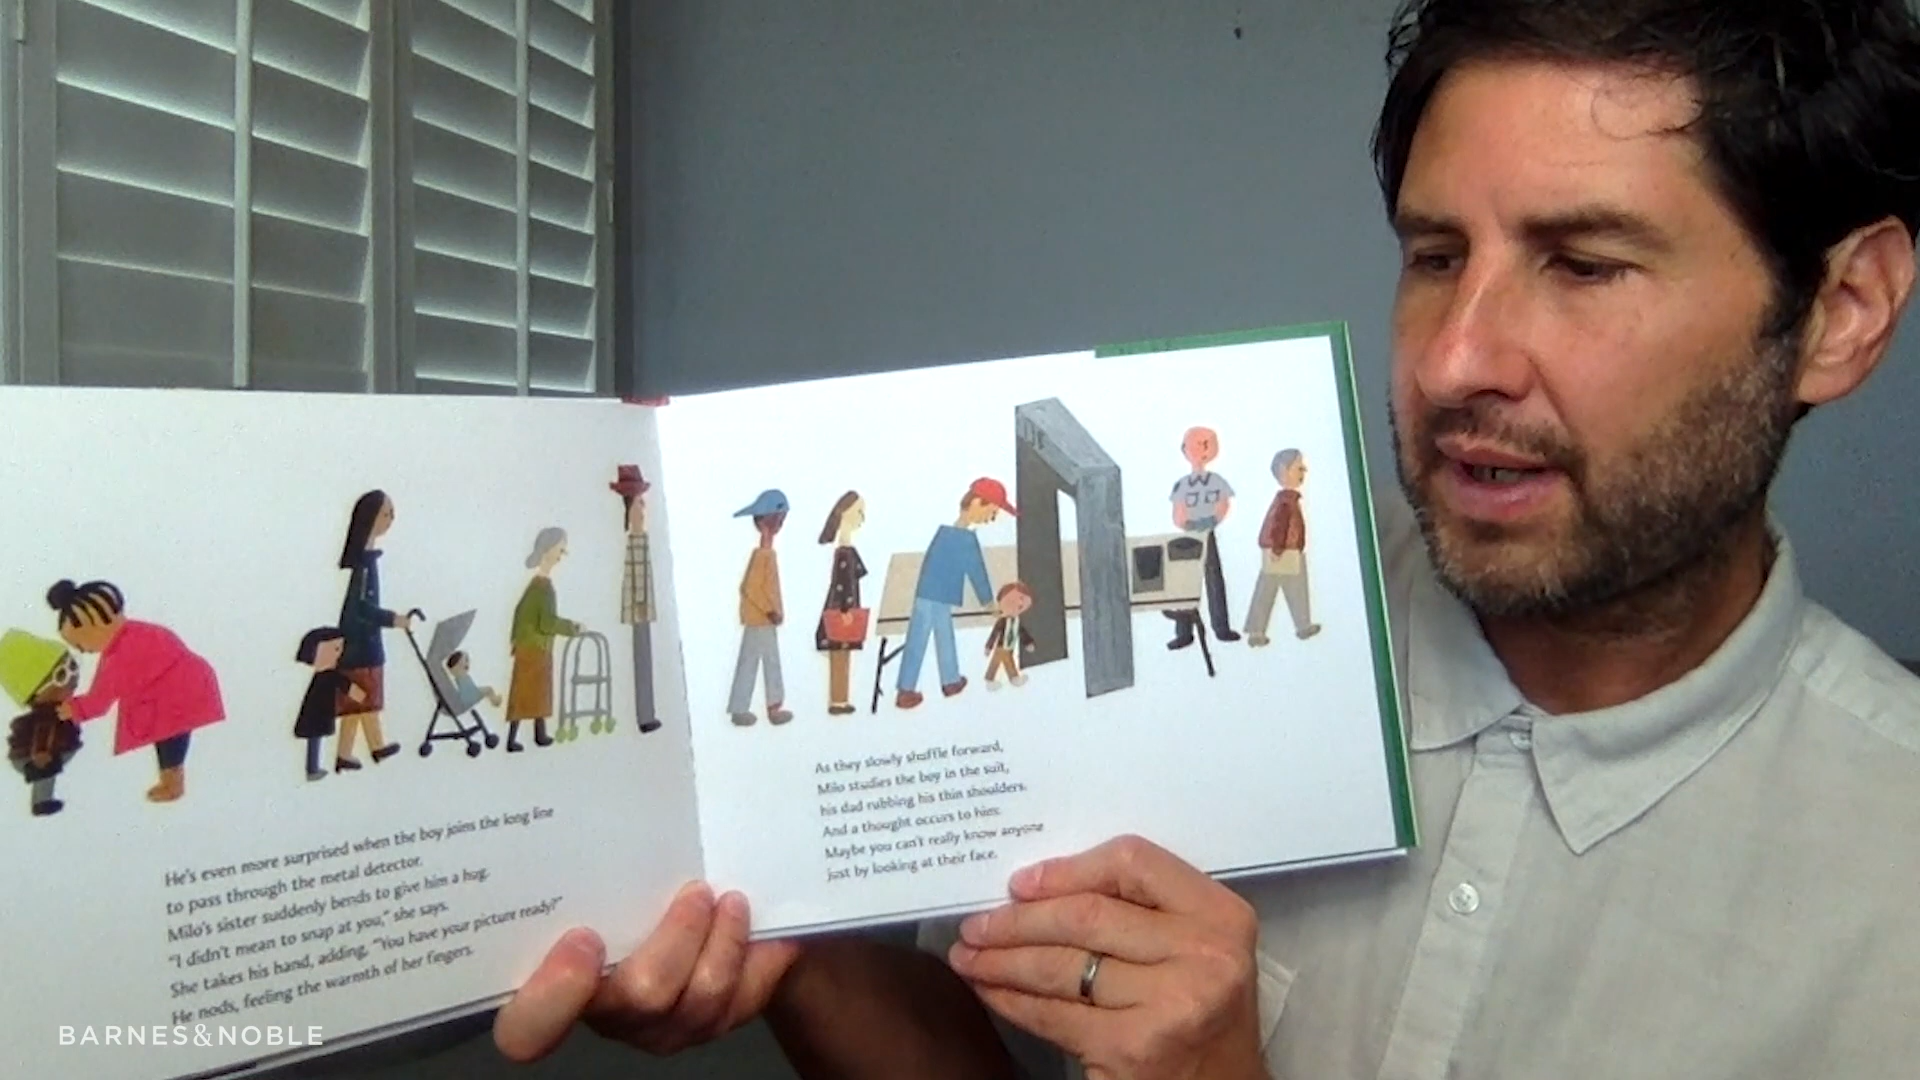 He's even more surprised when the boy joins the long line
to pass through the metal detector.
Milo's sister suddenly bends to give him a hug.
"I didn't mean to snap at you," she says.
She takes his hand, adding, "You have your picture ready?"
He nods, feeling the warmth of her fingers.
As they slowly shuffle forward,
Milo studies the boy in the suit,
his dad rubbing his thin shoulders.
And a thought occurs to him:
Maybe you can't really know anyone
just by looking at their face.
BARNES&NOBLE